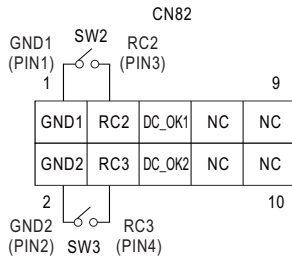 CN82
GND1 SW2 RC2
(PIN1) (PIN3)
1 9
GND1 RC2 DC_OK1 NC NC
GND2 RC3 DC_OK2 NC NC
2 10
GND2 RC3
(PIN2) SW3 (PIN4)